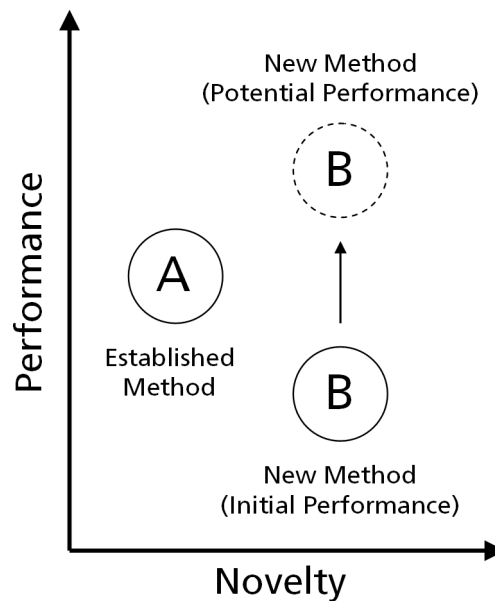 New Method
(Potential Performance)
B
A
Established
Method
B
New Method
(Initial Performance)
Performance
Novelty